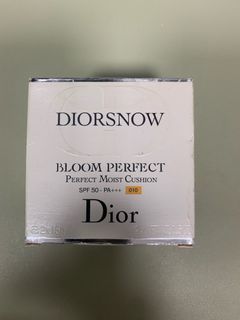 DIORSNOW
BLOOM PERFECT
PERFECT MOIST CUSHION
SPF 50 - PA+++ 010
Dior